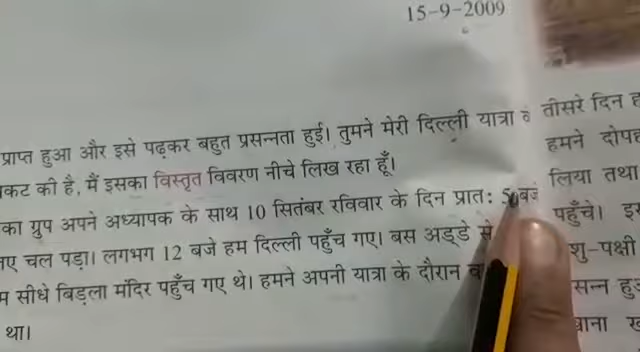 15-9-2009
प्राप्त हुआ और इसे पढ़कर बहुत प्रसन्नता हुई। तुमने मेरी दिल्ली यात्रा
कट की है, मैं इसका विस्तृत विवरण नीचे लिख रहा हूँ।
का ग्रुप अपने अध्यापक के साथ 10 सितंबर रविवार के दिन प्रात: 5 बजे
ए चल पड़ा। लगभग 12 बजे हम दिल्ली पहुँच गए। बस अड्डे से
म सीधे बिड़ला मंदिर पहुँच गए थे। हमने अपनी यात्रा के दौरान
था।
तीसरे दिन
हमने
लिया तथा
पहुँचे।
शु-पक्षी
सन्न